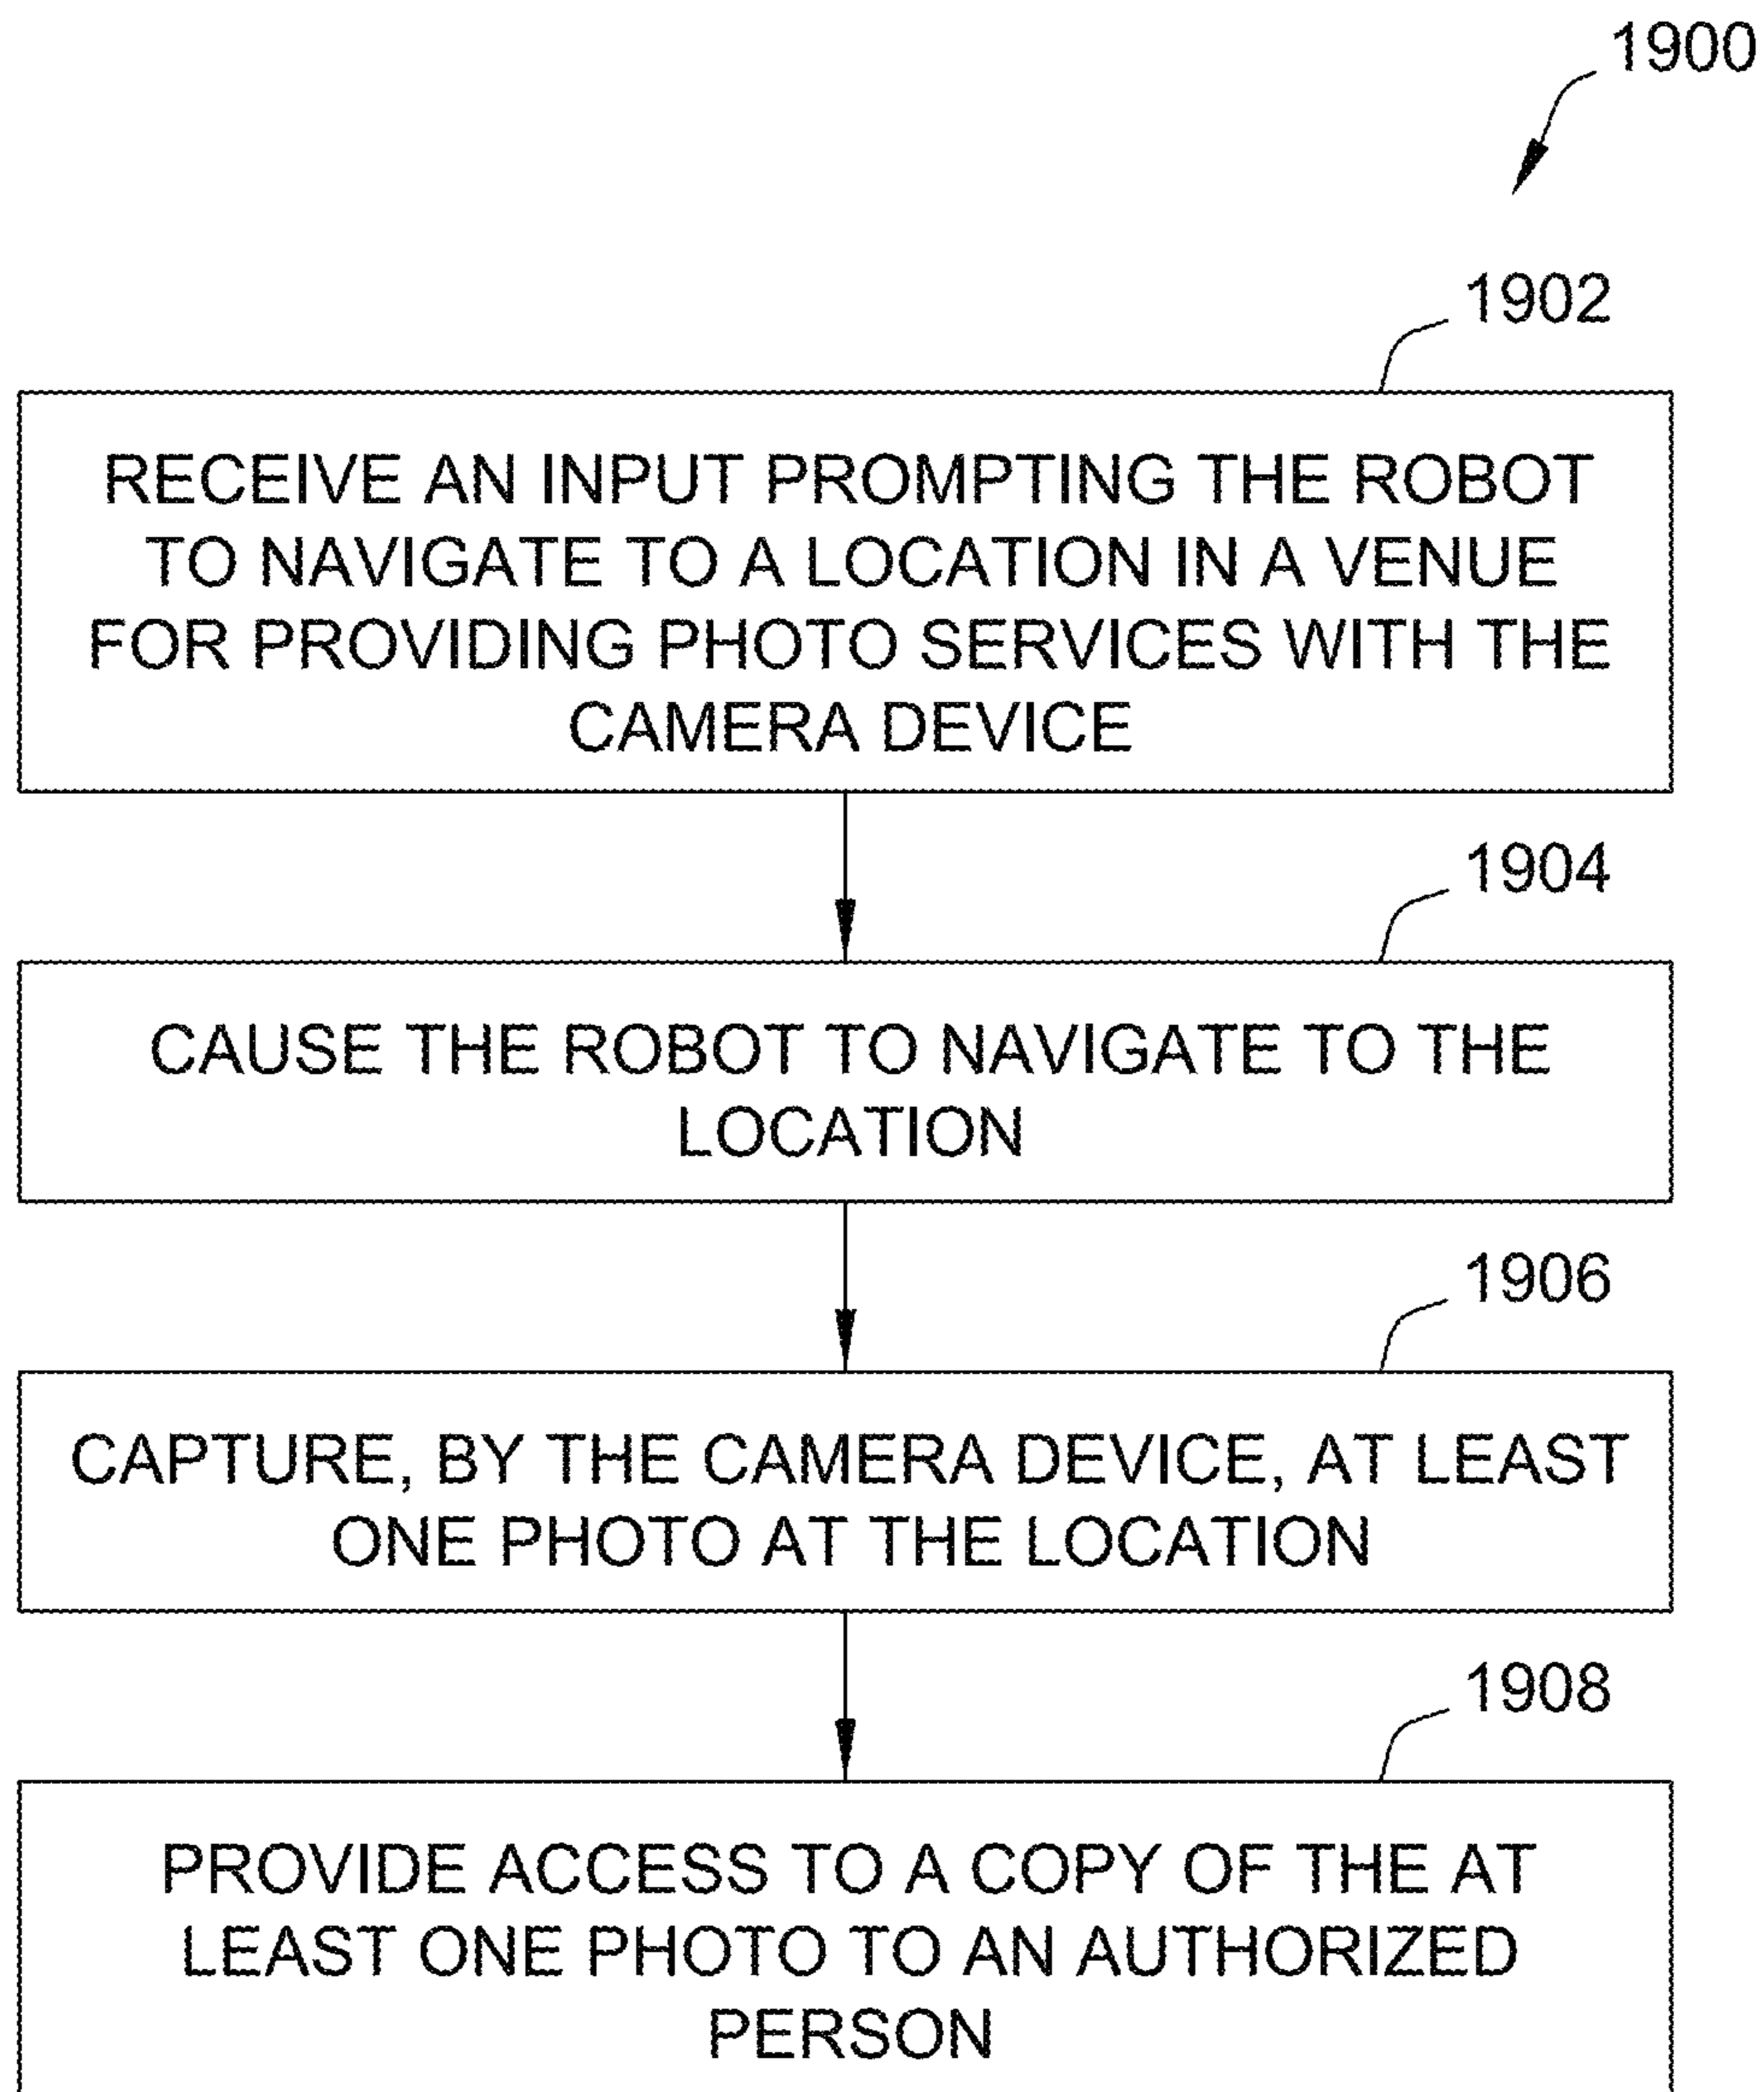 1900
1902
RECEIVE AN INPUT PROMPTING THE ROBOT
TO NAVIGATE TO A LOCATION IN A VENUE
FOR PROVIDING PHOTO SERVICES WITH THE
CAMERA DEVICE
1904
CAUSE THE ROBOT TO NAVIGATE TO THE
LOCATION
1906
CAPTURE, BY THE CAMERA DEVICE, AT LEAST
ONE PHOTO AT THE LOCATION
1908
PROVIDE ACCESS TO A COPY OF THE AT
LEAST ONE PHOTO TO AN AUTHORIZED
PERSON